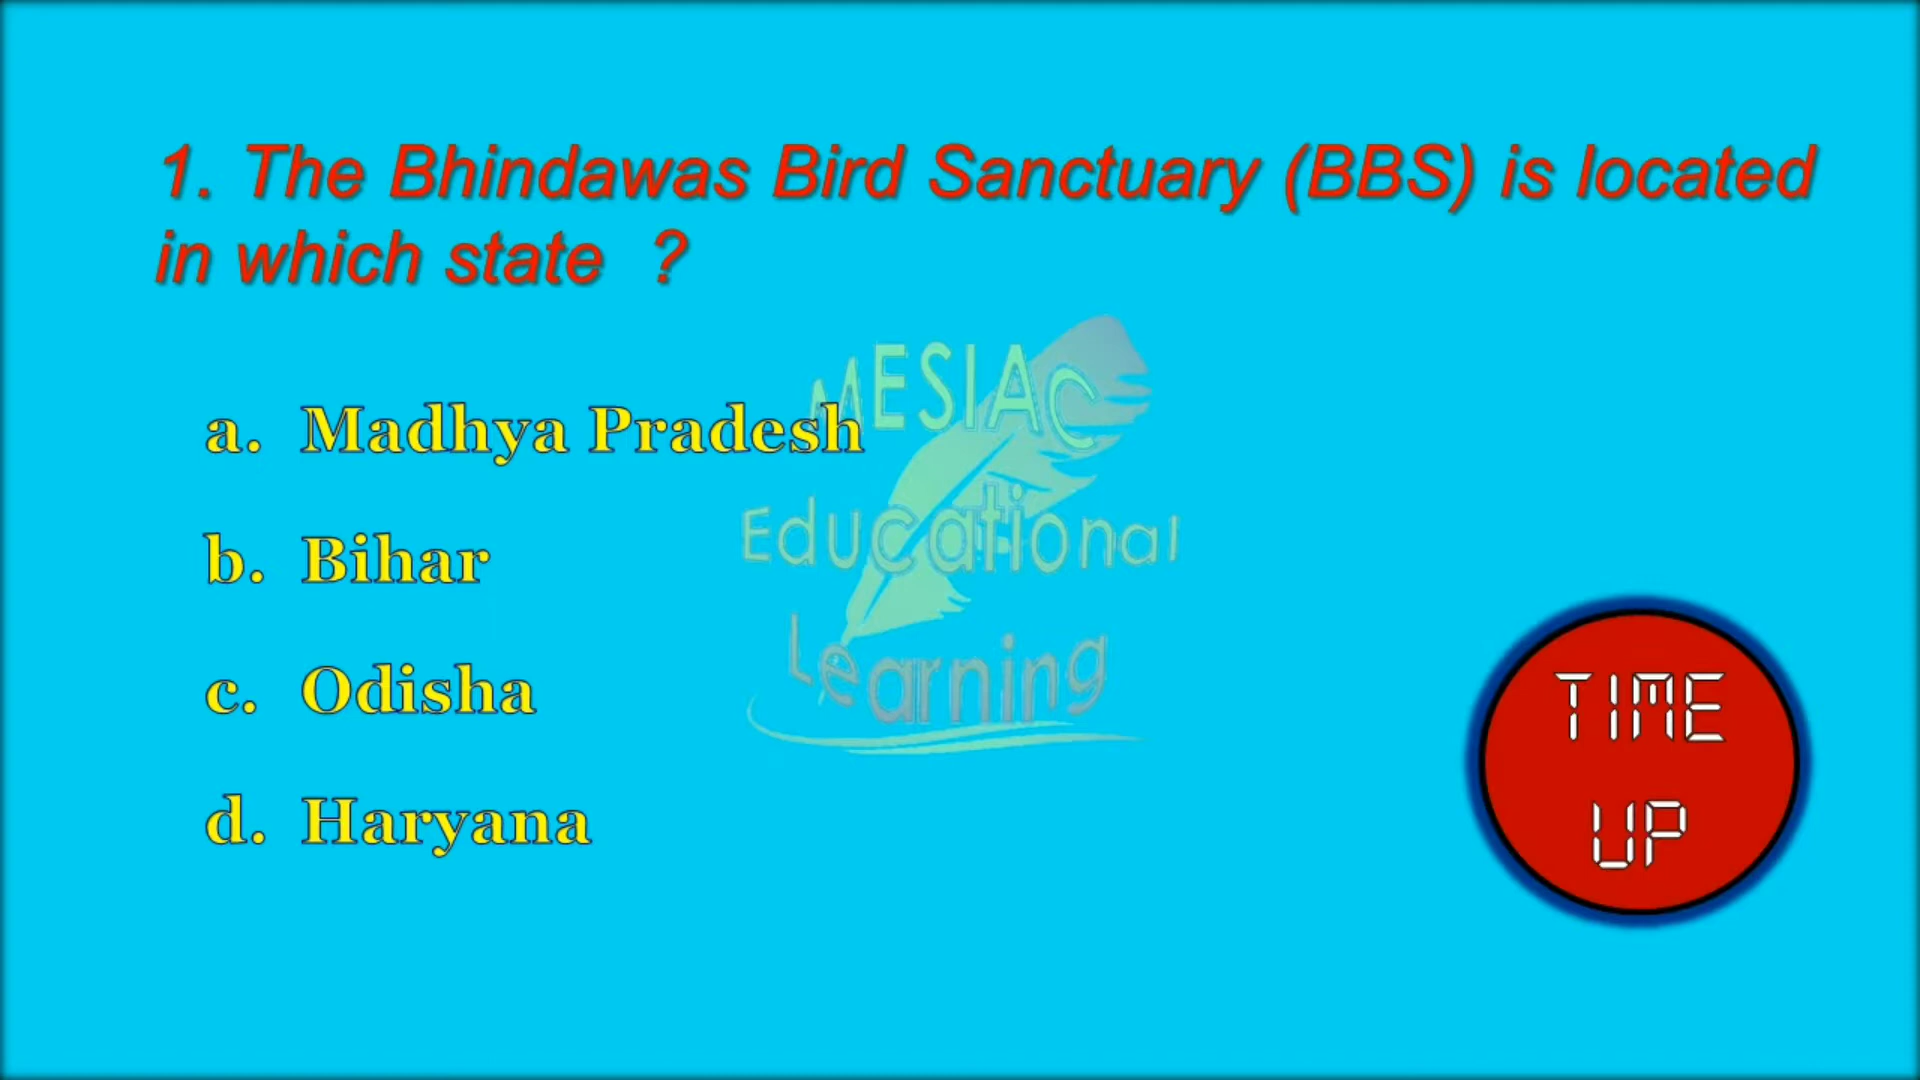 1. The Bhindawas Bird Sanctuary (BBS) is located
in which state ?
MESIAC
a. Madhya Pradesh
Educational
b. Bihar
Learning
c. Odisha
TIME
UP
d. Haryana